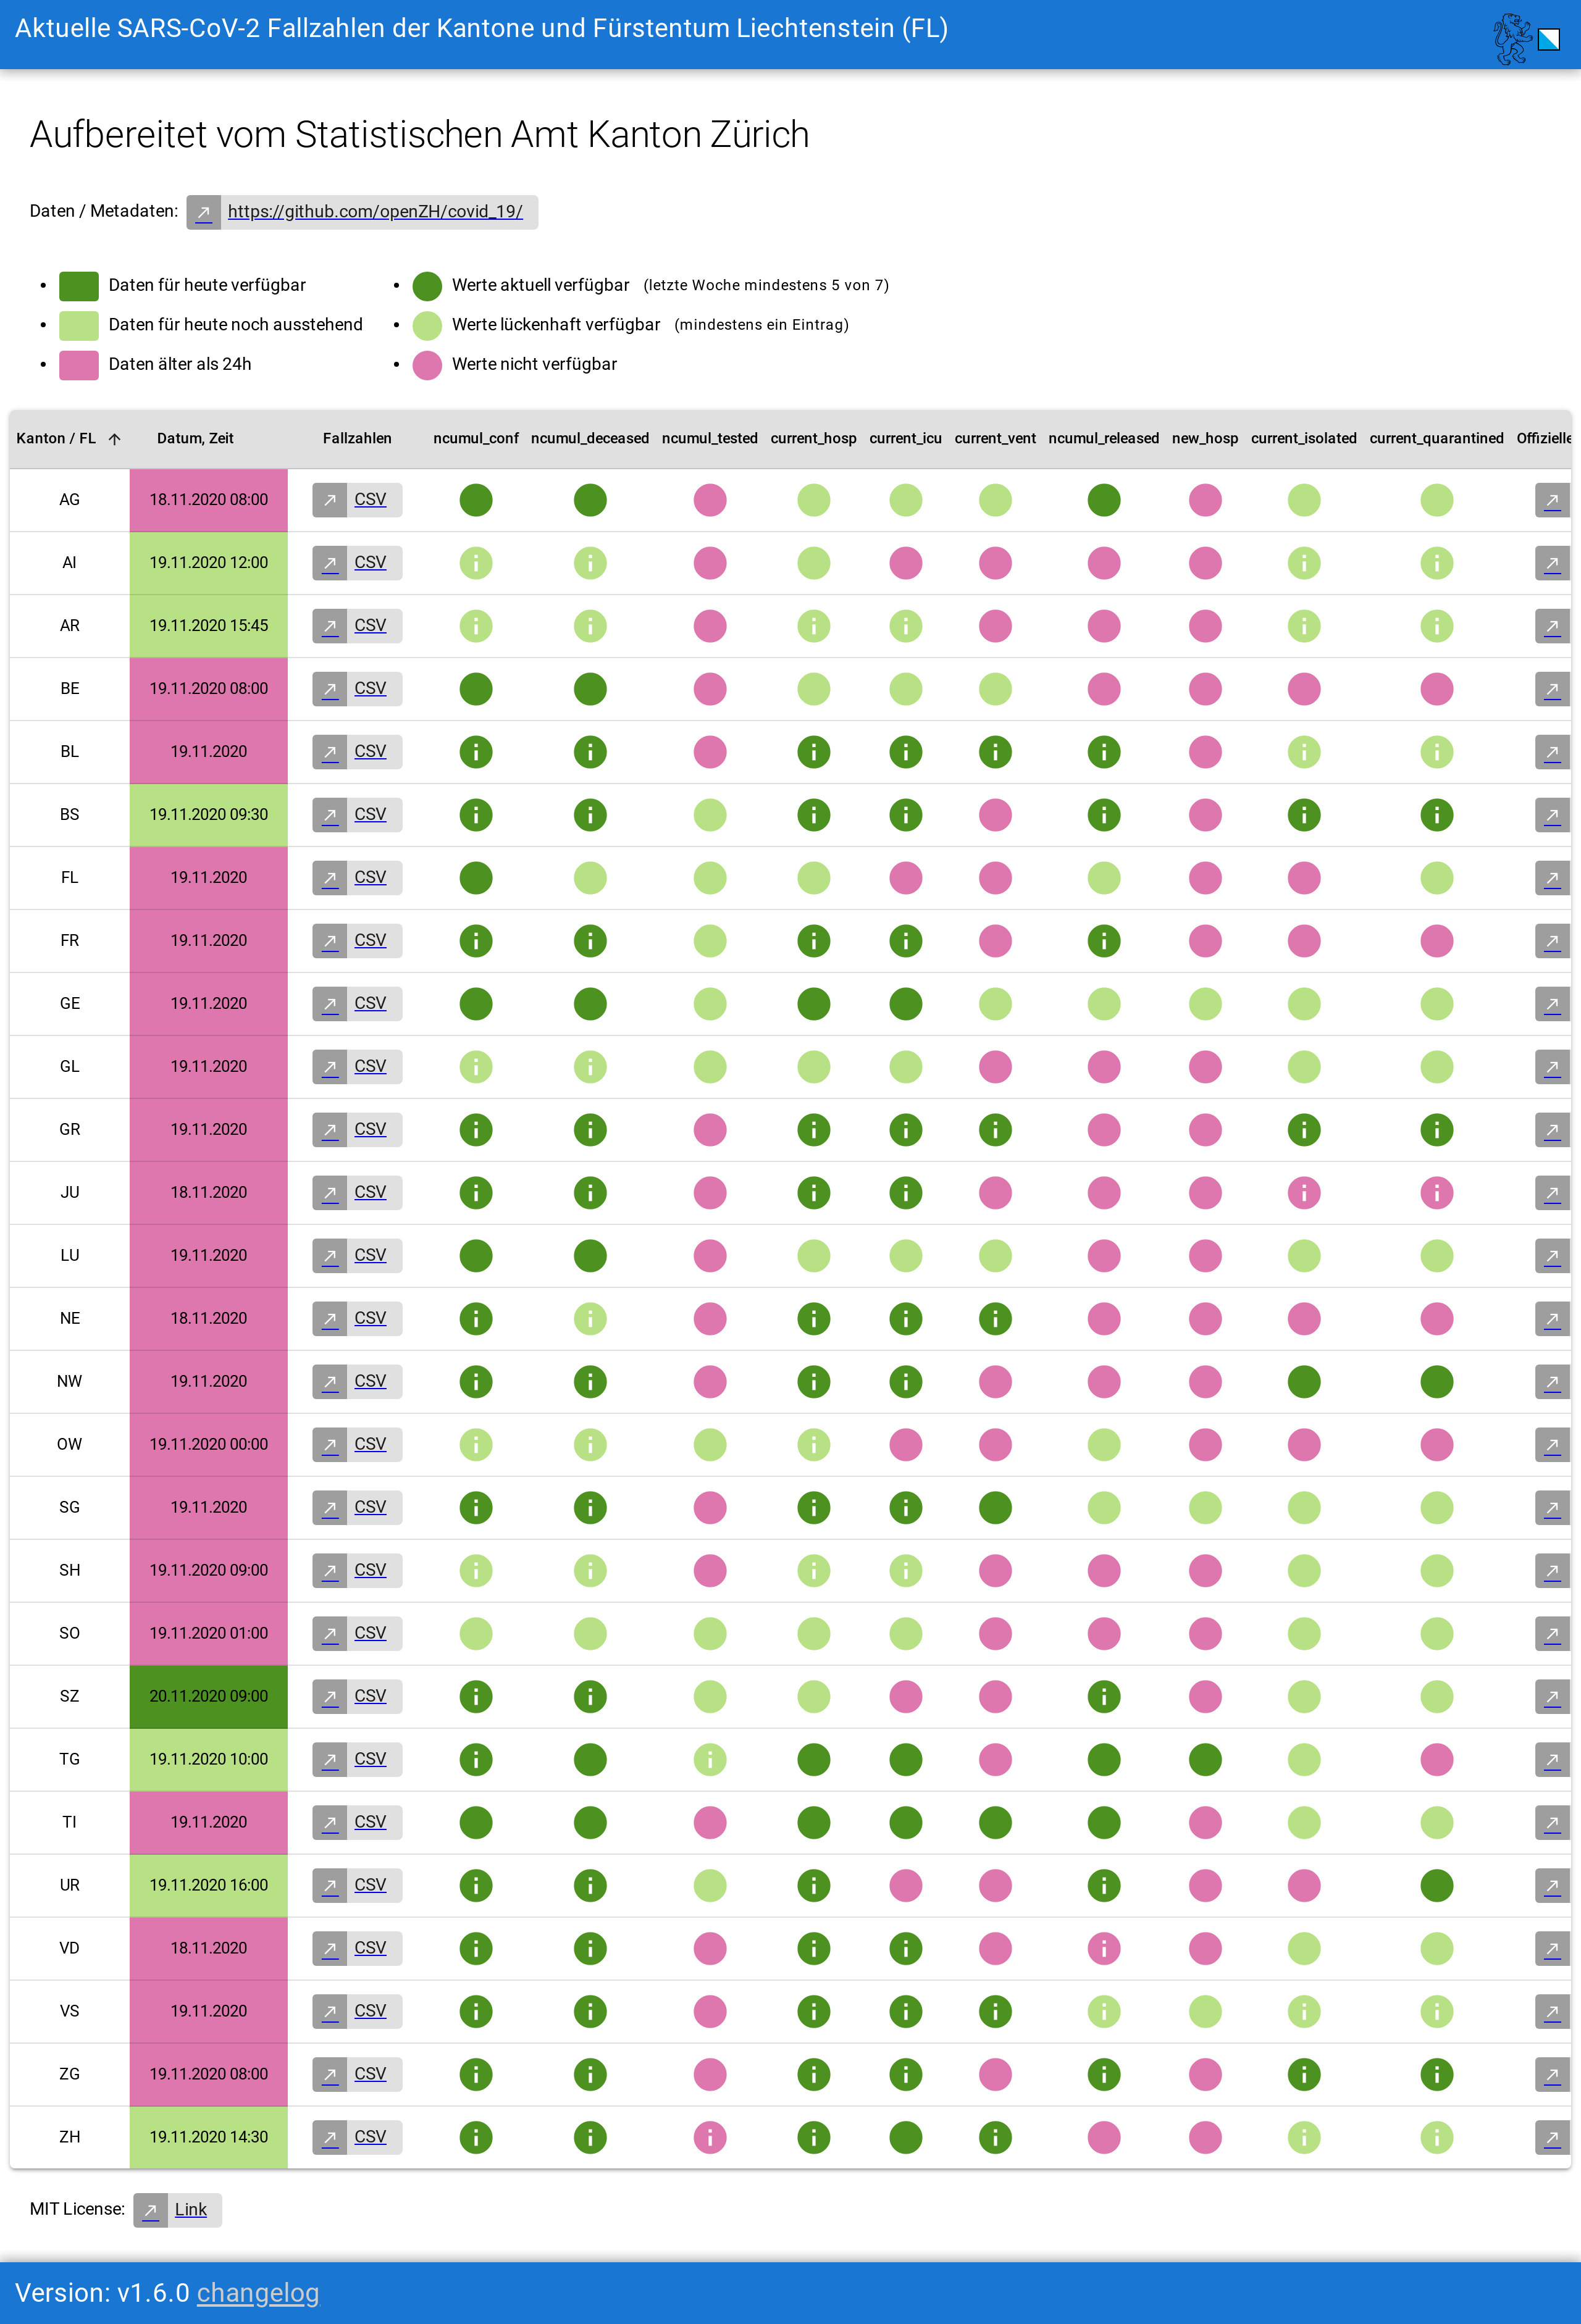 Aktuelle SARS-CoV-2 Fallzahlen der Kantone und Fürstentum Liechtenstein (FL)
Aufbereitet vom Statistischen Amt Kanton Zürich
Daten / Metadaten: https://github.com/openZH/covid_19/
Daten für heute verfügbar
Daten für heute noch ausstehend
Daten älter als 24h
Werte aktuell verfügbar (letzte Woche mindestens 5 von 7)
Werte lückenhaft verfügbar (mindestens ein Eintrag)
Werte nicht verfügbar
Kanton / FL Datum, Zeit Fallzahlen ncumul_conf ncumul_deceased ncumul_tested current_hosp current_icu current_vent ncumul_released new_hosp current_isolated current_quarantined Offizielle
AG 18.11.2020 08:00 CSV
AI 19.11.2020 12:00 CSV
AR 19.11.2020 15:45 CSV
BE 19.11.2020 08:00 CSV
BL 19.11.2020 CSV
BS 19.11.2020 09:30 CSV
FL 19.11.2020 CSV
FR 19.11.2020 CSV
GE 19.11.2020 CSV
GL 19.11.2020 CSV
GR 19.11.2020 CSV
JU 18.11.2020 CSV
LU 19.11.2020 CSV
NE 18.11.2020 CSV
NW 19.11.2020 CSV
OW 19.11.2020 00:00 CSV
SG 19.11.2020 CSV
SH 19.11.2020 09:00 CSV
SO 19.11.2020 01:00 CSV
SZ 20.11.2020 09:00 CSV
TG 19.11.2020 10:00 CSV
TI 19.11.2020 CSV
UR 19.11.2020 16:00 CSV
VD 18.11.2020 CSV
VS 19.11.2020 CSV
ZG 19.11.2020 08:00 CSV
ZH 19.11.2020 14:30 CSV
MIT License: Link
Version: v1.6.0 changelog